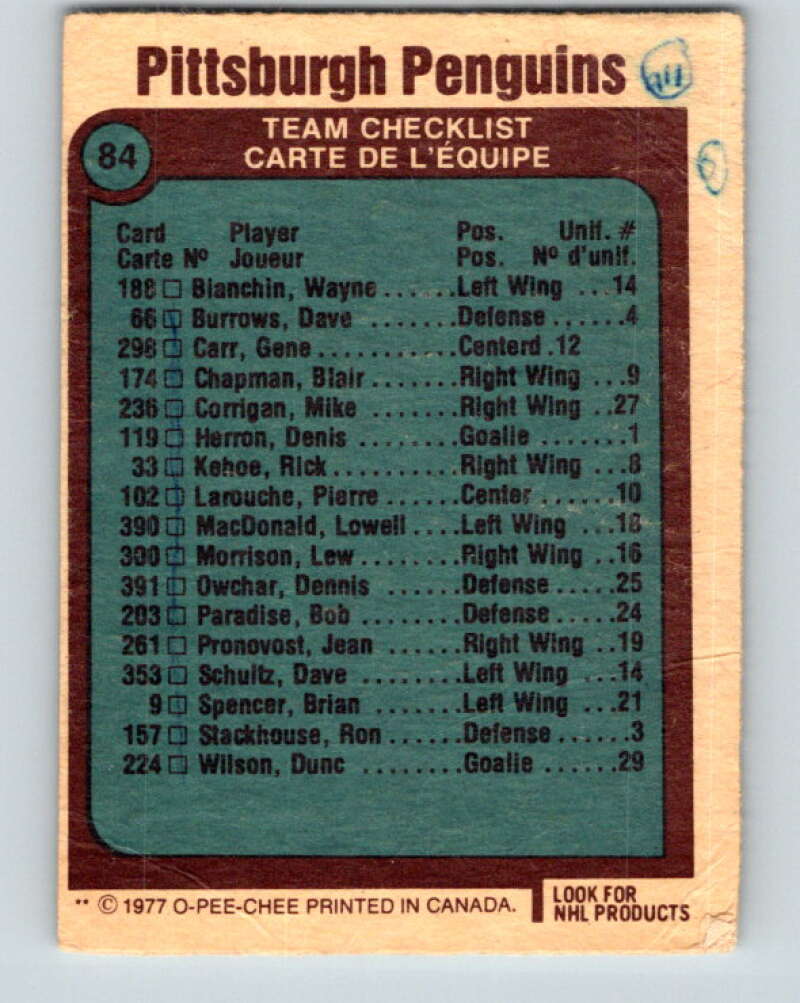 Pittsburgh Penguins
84
TEAM CHECKLIST
CARTE DE L'ÉQUIPE
Card Player Pos. Unif. #
Carte Nº Joueur Pos. Nº d'unif.
188 □ Bianchin, Wayne......Left Wing ...14
66 □ Burrows, Dave .......Defense......4
298 □ Carr, Gene...........Centerd .12
174 □ Chapman, Blair.......Right Wing ...9
236 □ Corrigan, Mike .......Right Wing ..27
119 □ Herron, Denis ........Goalie .......1
33 □ Kehoe, Rick..........Right Wing ...8
102 □ Larouche, Pierre ......Center ......10
390 □ MacDonald, Lowell ....Left Wing ...18
300 □ Morrison, Lew ........Right Wing ..16
391 □ Owchar, Dennis ......Defense.....25
203 □ Paradise, Bob ........Defense.....24
261 □ Pronovost, Jean ......Right Wing ..19
353 □ Schultz, Dave ........Left Wing ...14
9 □ Spencer, Brian .......Left Wing ...21
157 □ Stackhouse, Ron......Defense......3
224 □ Wilson, Dunc ........Goalie ......29
** © 1977 O-PEE-CHEE PRINTED IN CANADA.
LOOK FOR
NHL PRODUCTS